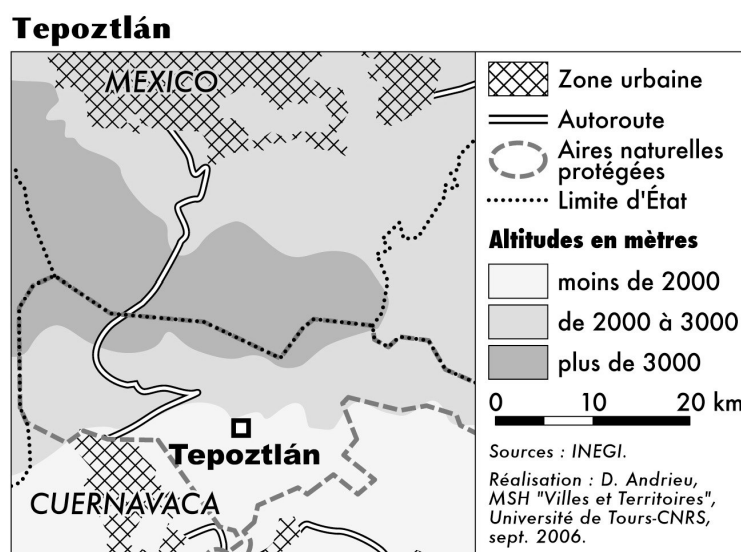 Tepoztlán
MEXICO
Tepoztlán
CUERNAVACA
Zone urbaine
Autoroute
Aires naturelles
protégées
Limite d'État
Altitudes en mètres
moins de 2000
de 2000 à 3000
plus de 3000
0 10 20 km
Sources : INEGI.
Réalisation : D. Andrieu,
MSH "Villes et Territoires",
Université de Tours-CNRS,
sept. 2006.